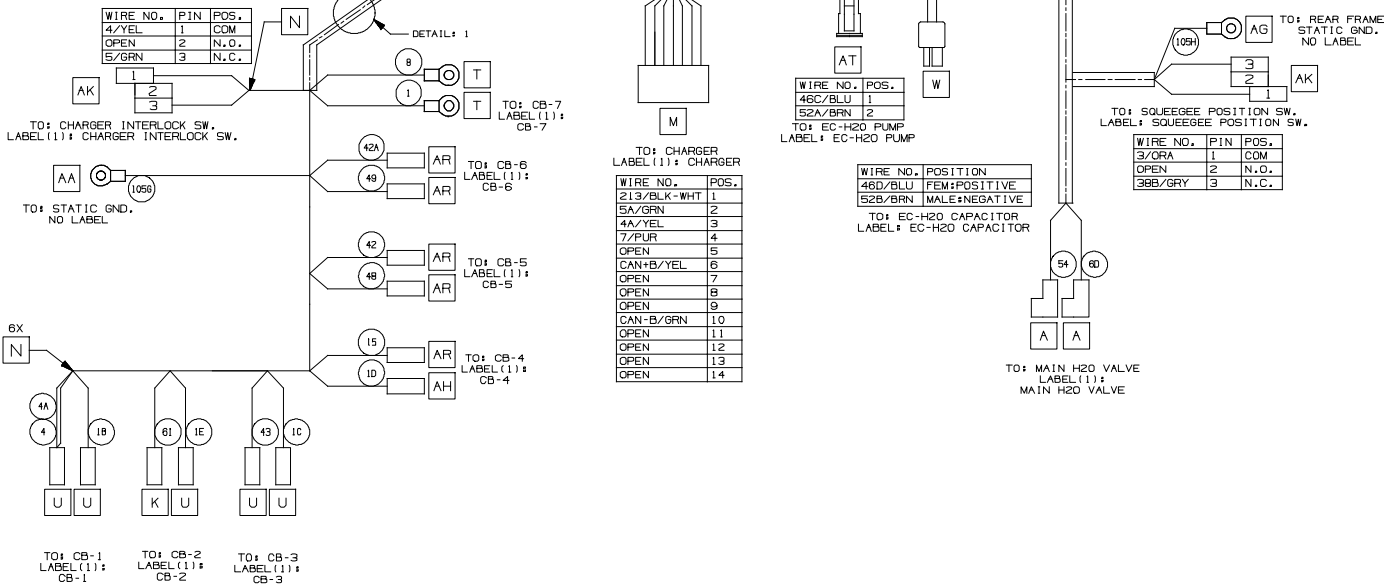 WIRE NO. PIN POS.
4/YEL 1 COM
OPEN 2 N.O.
5/GRN 3 N.C.
N
DETAIL: 1
AK
1
2
3
TO: CHARGER INTERLOCK SW.
LABEL(1): CHARGER INTERLOCK SW.
8
T
1
T
TO: CB-7
LABEL(1):
CB-7
AA
105G
TO: STATIC GND.
NO LABEL
42A
AR
49
AR
TO: CB-6
LABEL(1):
CB-6
42
AR
48
AR
TO: CB-5
LABEL(1):
CB-5
15
AR
1D
AH
TO: CB-4
LABEL(1):
CB-4
6X
N
4A
4
1B
61
1E
43
1C
U
U
K
U
U
U
TO: CB-1
LABEL(1):
CB-1
TO: CB-2
LABEL(1):
CB-2
TO: CB-3
LABEL(1):
CB-3
M
TO: CHARGER
LABEL(1): CHARGER
WIRE NO. POS.
213/BLK-WHT 1
5A/GRN 2
4A/YEL 3
7/PUR 4
OPEN 5
CAN+B/YEL 6
OPEN 7
OPEN 8
OPEN 9
CAN-B/GRN 10
OPEN 11
OPEN 12
OPEN 13
OPEN 14
AT
WIRE NO. POS.
46C/BLU 1
52A/BRN 2
TO: EC-H2O PUMP
LABEL: EC-H2O PUMP
W
WIRE NO. POSITION
46D/BLU FEM:POSITIVE
52B/BRN MALE:NEGATIVE
TO: EC-H2O CAPACITOR
LABEL: EC-H2O CAPACITOR
105H
AG
TO: REAR FRAME
STATIC GND.
NO LABEL
3
2
1
AK
TO: SQUEEGEE POSITION SW.
LABEL: SQUEEGEE POSITION SW.
WIRE NO. PIN POS.
3/ORA 1 COM
OPEN 2 N.O.
38B/GRY 3 N.C.
54
6D
A
A
TO: MAIN H2O VALVE
LABEL(1):
MAIN H2O VALVE